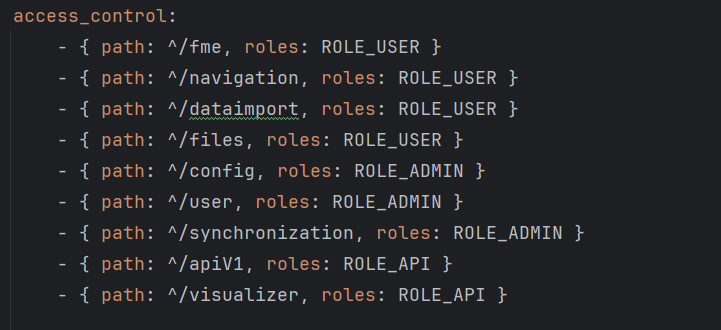 access_control:
- { path: ^/fme, roles: ROLE_USER }
- { path: ^/navigation, roles: ROLE_USER }
- { path: ^/dataimport, roles: ROLE_USER }
- { path: ^/files, roles: ROLE_USER }
- { path: ^/config, roles: ROLE_ADMIN }
- { path: ^/user, roles: ROLE_ADMIN }
- { path: ^/synchronization, roles: ROLE_ADMIN }
- { path: ^/apiV1, roles: ROLE_API }
- { path: ^/visualizer, roles: ROLE_API }